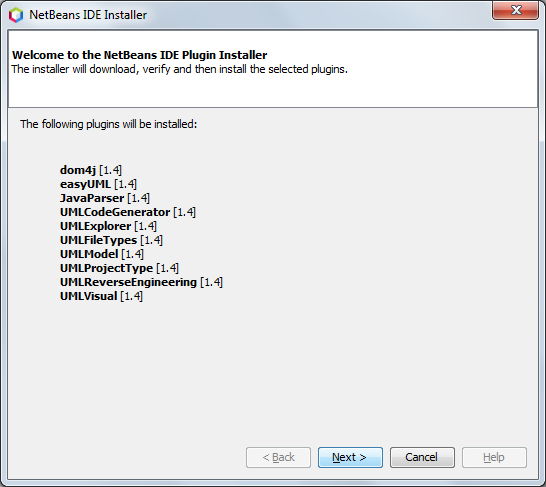 NetBeans IDE Installer
Welcome to the NetBeans IDE Plugin Installer
The installer will download, verify and then install the selected plugins.
The following plugins will be installed:
dom4j [1.4]
easyUML [1.4]
JavaParser [1.4]
UMLCodeGenerator [1.4]
UMLExplorer [1.4]
UMLFileTypes [1.4]
UMLModel [1.4]
UMLProjectType [1.4]
UMLReverseEngineering [1.4]
UMLVisual [1.4]
< Back Next > Cancel Help